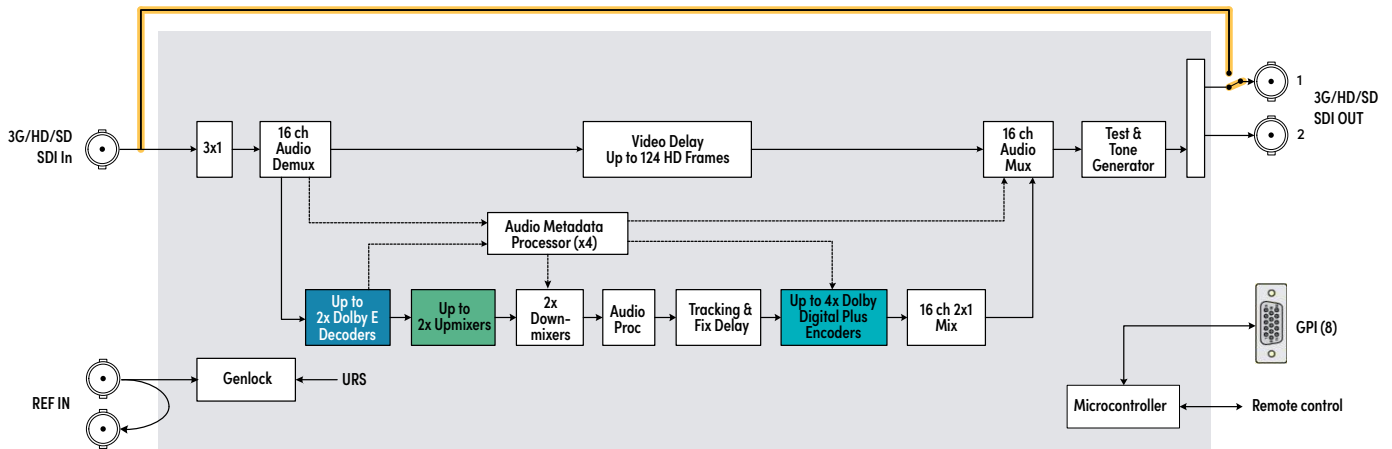 3G/HD/SD
SDI In
3x1
16 ch
Audio
Demux
Video Delay
Up to 124 HD Frames
16 ch
Audio
Mux
Test &
Tone
Generator
1
3G/HD/SD
SDI OUT
2
Audio Metadata
Processor (x4)
Up to
2x Dolby E
Decoders
Up to
2x Upmixers
2x
Down-
mixers
Audio
Proc
Tracking &
Fix Delay
Up to 4x Dolby
Digital Plus
Encoders
16 ch 2x1
Mix
GPI (8)
REF IN
Genlock
URS
Microcontroller
Remote control